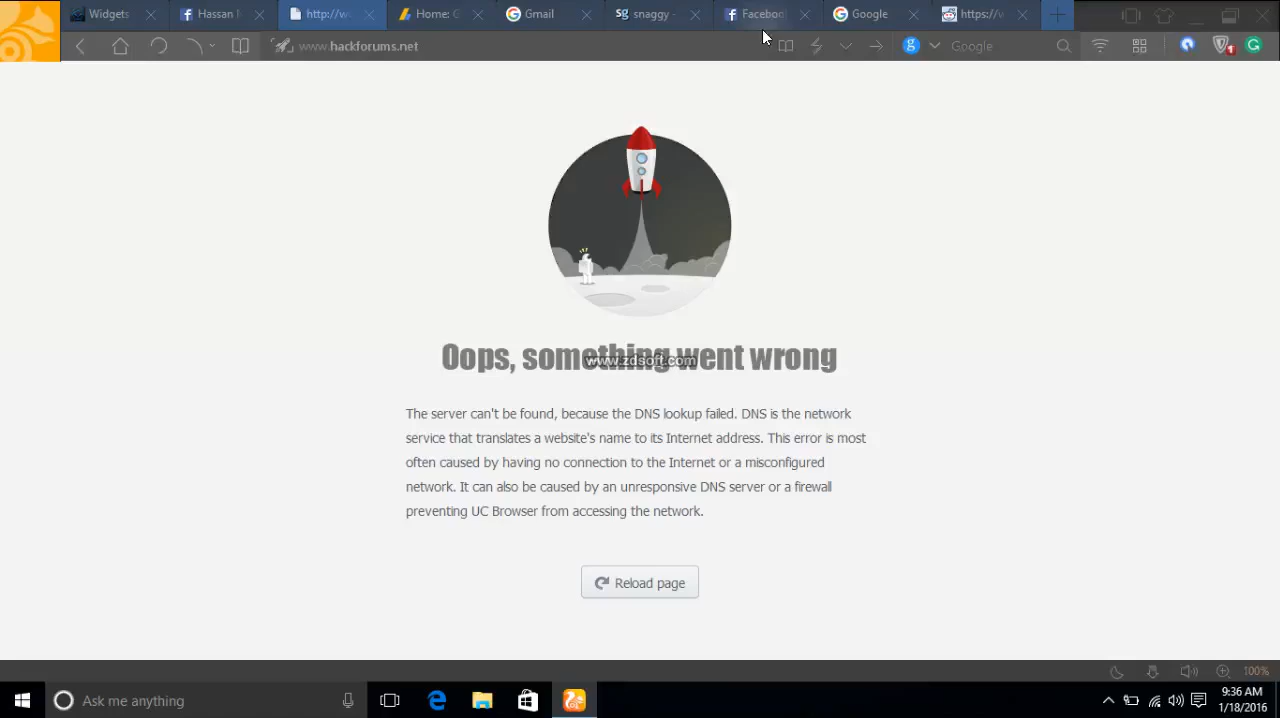 Widgets
Hassan
http://w
Home: G
Gmail
snaggy -
Facebook
Google
https://v
www.hackforums.net
Google
Oops, something went wrong
www.zdsoft.com
The server can't be found, because the DNS lookup failed. DNS is the network
service that translates a website's name to its Internet address. This error is most
often caused by having no connection to the Internet or a misconfigured
network. It can also be caused by an unresponsive DNS server or a firewall
preventing UC Browser from accessing the network.
Reload page
100%
Ask me anything
9:36 AM
1/18/2016